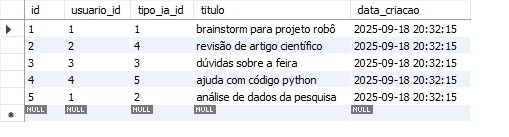 id usuario_id tipo_ia_id titulo data_criacao
1 1 1 brainstorm para projeto robô 2025-09-18 20:32:15
2 2 4 revisão de artigo científico 2025-09-18 20:32:15
3 3 3 dúvidas sobre a feira 2025-09-18 20:32:15
4 4 5 ajuda com código python 2025-09-18 20:32:15
5 1 2 análise de dados da pesquisa 2025-09-18 20:32:15
NULL NULL NULL NULL NULL